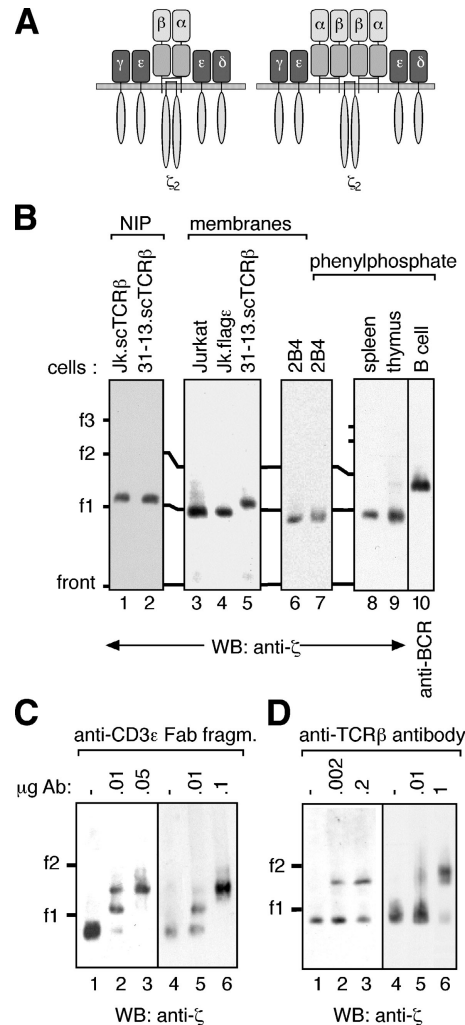 A
β α
γ ε ε δ
ζ2
α β β α
γ ε ε δ
ζ2
B
NIP
membranes
phenylphosphate
cells :
Jk.scTCRβ
31-13.scTCRβ
Jurkat
Jk.flagε
31-13.scTCRβ
2B4
2B4
spleen
thymus
B cell
f3
f2
f1
front
1 2 3 4 5 6 7 8 9 10
WB: anti-ζ
anti-BCR
C
anti-CD3ε Fab fragm.
μg Ab: - .01 .05 - .01 .1
f2
f1
1 2 3 4 5 6
WB: anti-ζ
D
anti-TCRβ antibody
- .002 .2 - .01 1
f2
f1
1 2 3 4 5 6
WB: anti-ζ